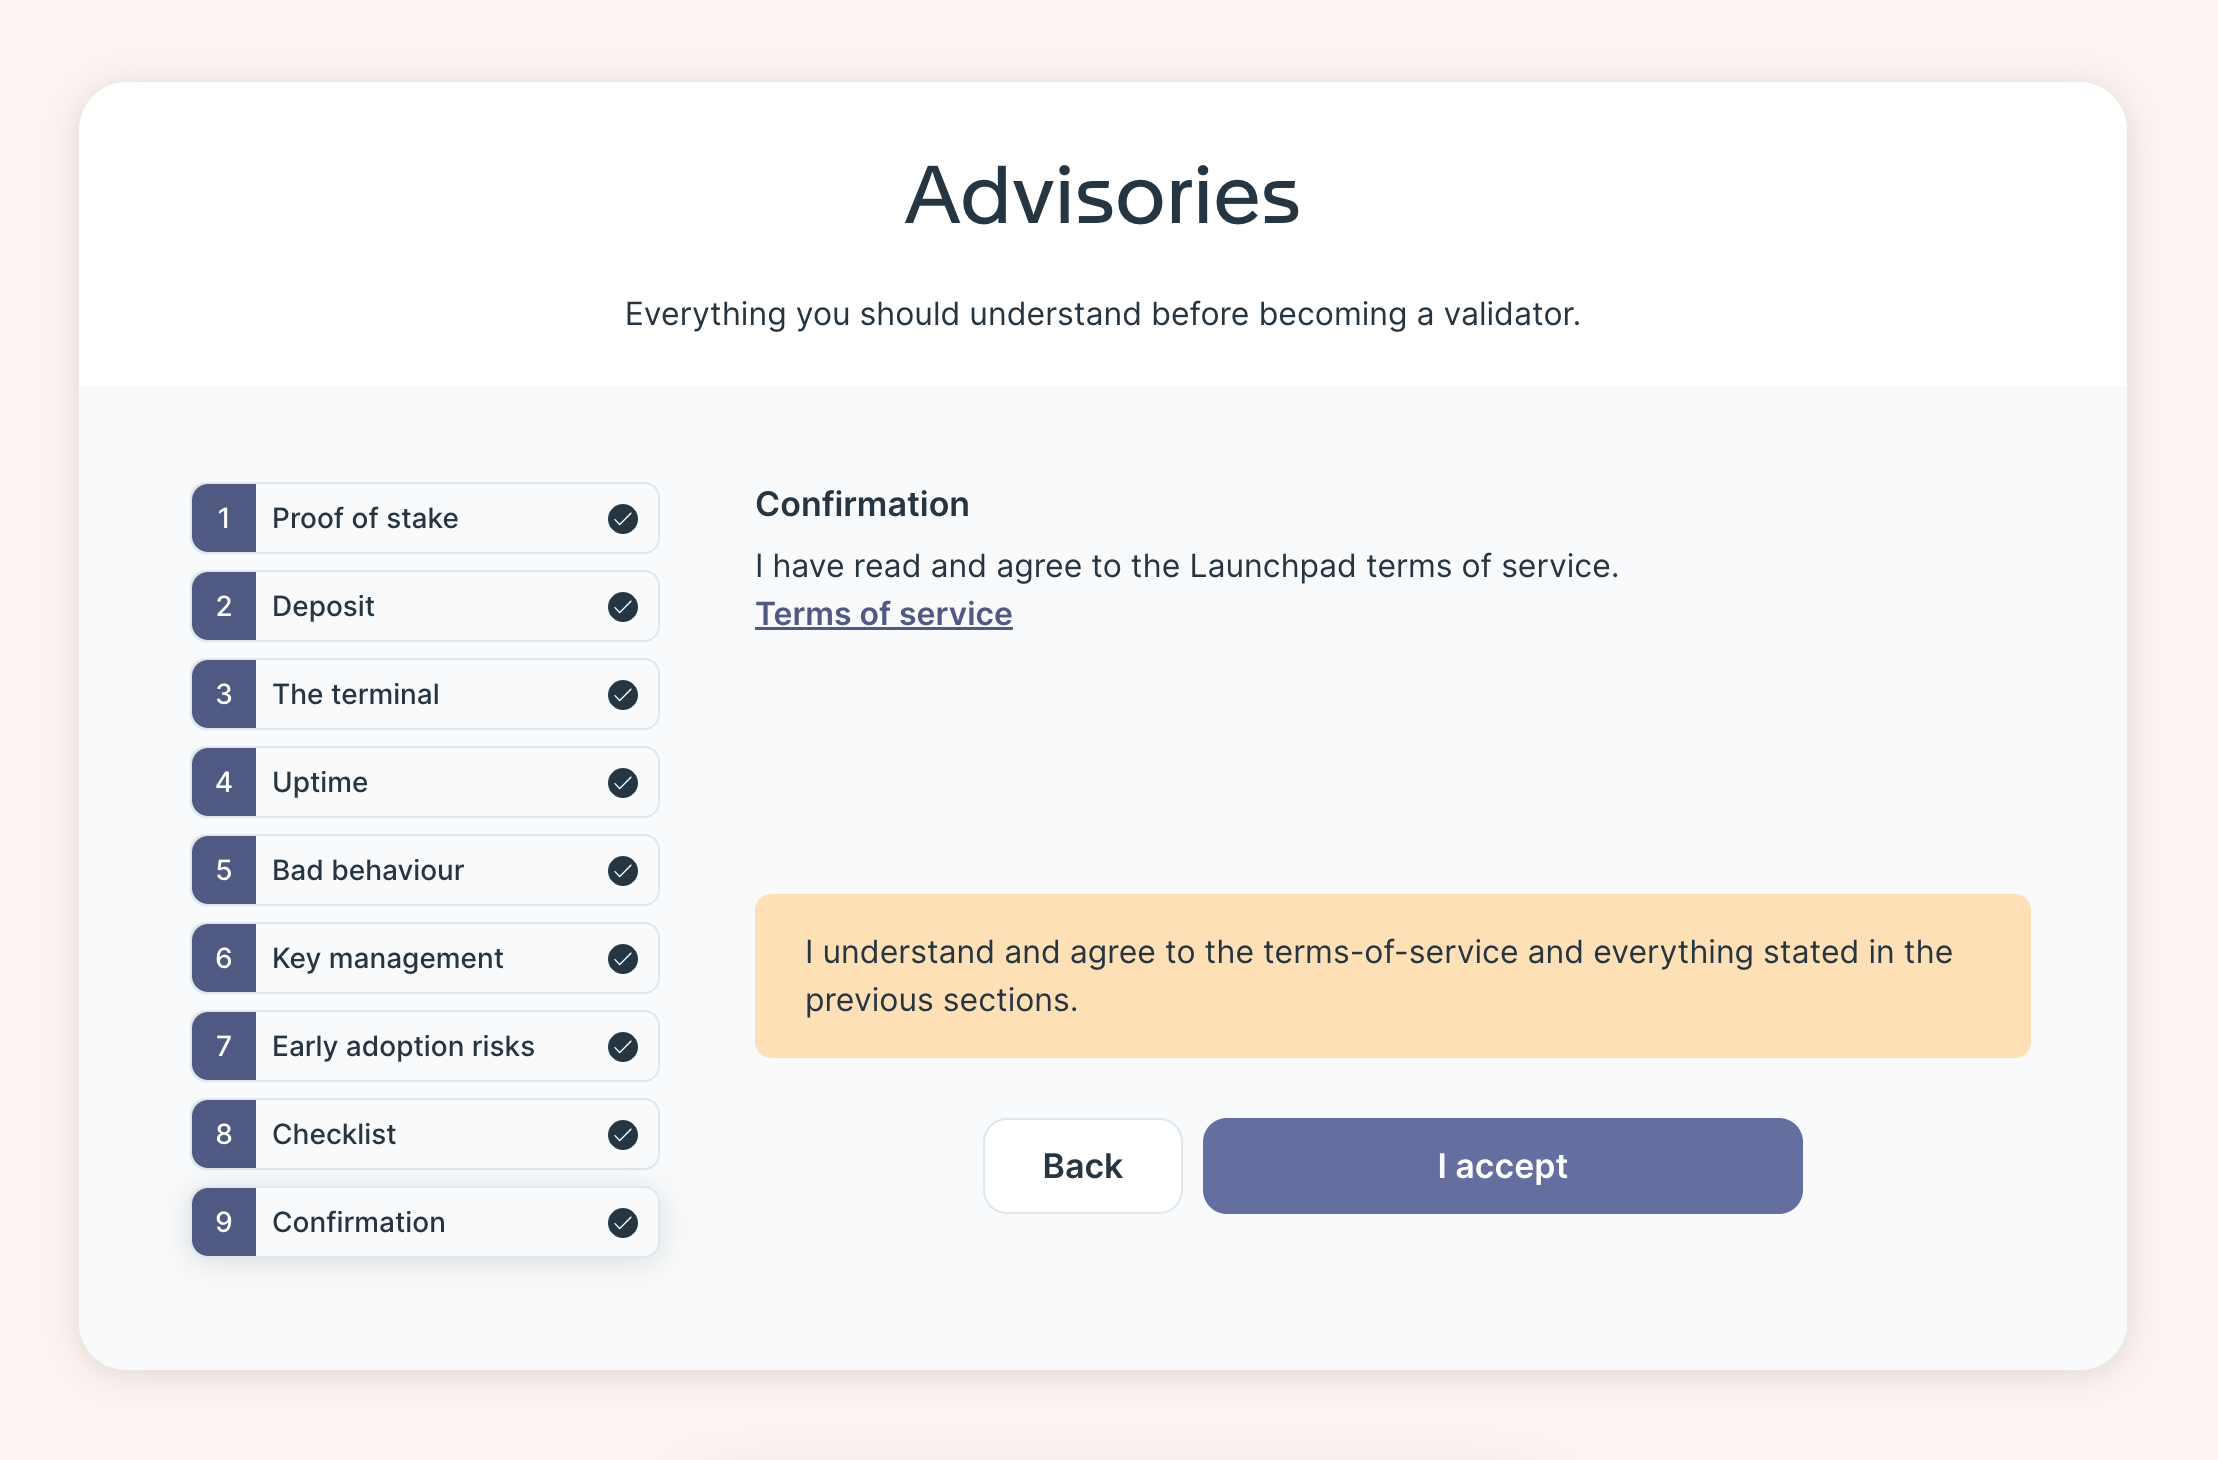 Advisories
Everything you should understand before becoming a validator.
1 Proof of stake
2 Deposit
3 The terminal
4 Uptime
5 Bad behaviour
6 Key management
7 Early adoption risks
8 Checklist
9 Confirmation
Confirmation
I have read and agree to the Launchpad terms of service.
Terms of service
I understand and agree to the terms-of-service and everything stated in the
previous sections.
Back
I accept